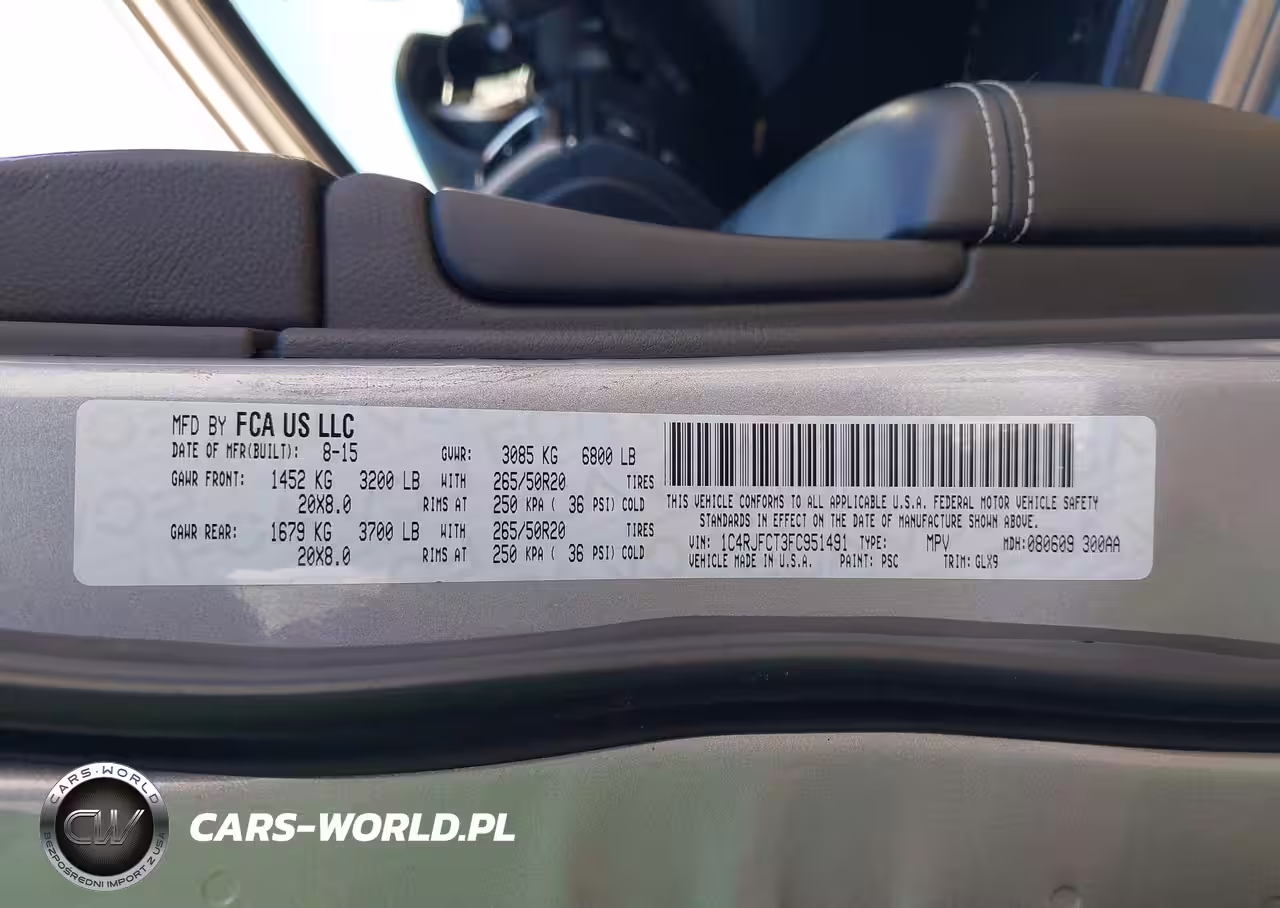 MFD BY FCA US LLC
DATE OF MFR(BUILT): 8-15 GVWR: 3085 KG 6800 LB
GAWR FRONT: 1452 KG 3200 LB WITH 265/50R20 TIRES
20X8.0 RIMS AT 250 KPA ( 36 PSI) COLD
GAWR REAR: 1679 KG 3700 LB WITH 265/50R20 TIRES
20X8.0 RIMS AT 250 KPA ( 36 PSI) COLD
THIS VEHICLE CONFORMS TO ALL APPLICABLE U.S.A. FEDERAL MOTOR VEHICLE SAFETY
STANDARDS IN EFFECT ON THE DATE OF MANUFACTURE SHOWN ABOVE.
VIN: 1C4RJFCT3FC951491 TYPE: MPV MDH: 080609 300AA
VEHICLE MADE IN U.S.A. PAINT: PSC TRIM: GLX9
CARS-WORLD
CW
BEZPOŚREDNI IMPORT Z USA
CARS-WORLD.PL